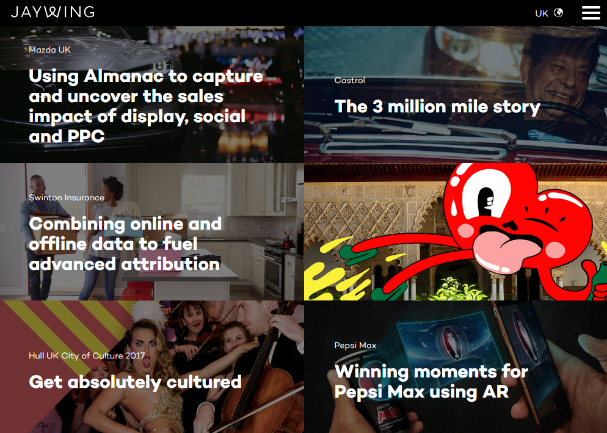 JAYWING
UK
Mazda UK
Using Almanac to capture
and uncover the sales
impact of display, social
and PPC
Castrol
The 3 million mile story
Swinton Insurance
Combining online and
offline data to fuel
advanced attribution
Hull UK City of Culture 2017
Get absolutely cultured
Pepsi Max
Winning moments for
Pepsi Max using AR